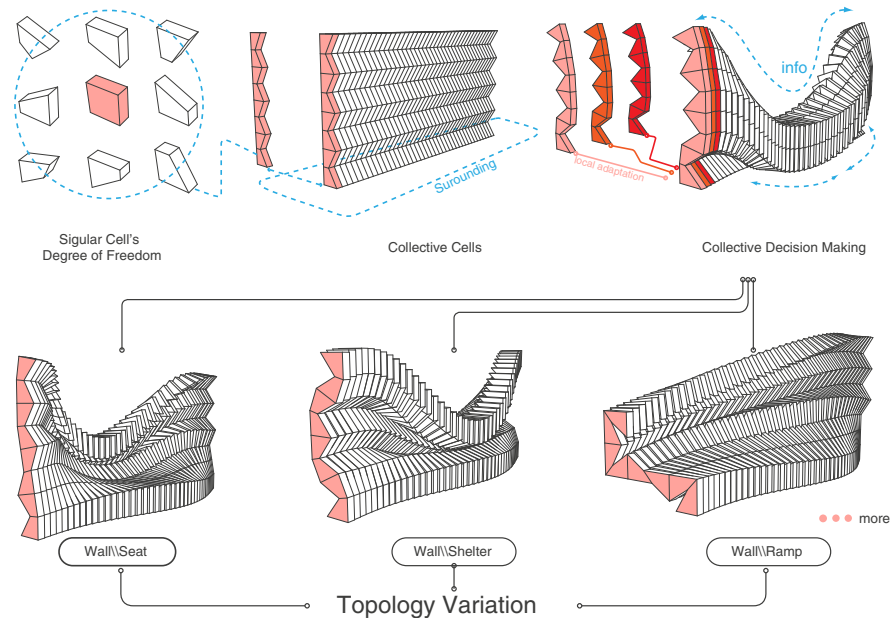 info
local adaptation
Surounding
Sigular Cell's
Degree of Freedom
Collective Cells
Collective Decision Making
more
Wall\\Seat
Wall\\Shelter
Wall\\Ramp
Topology Variation